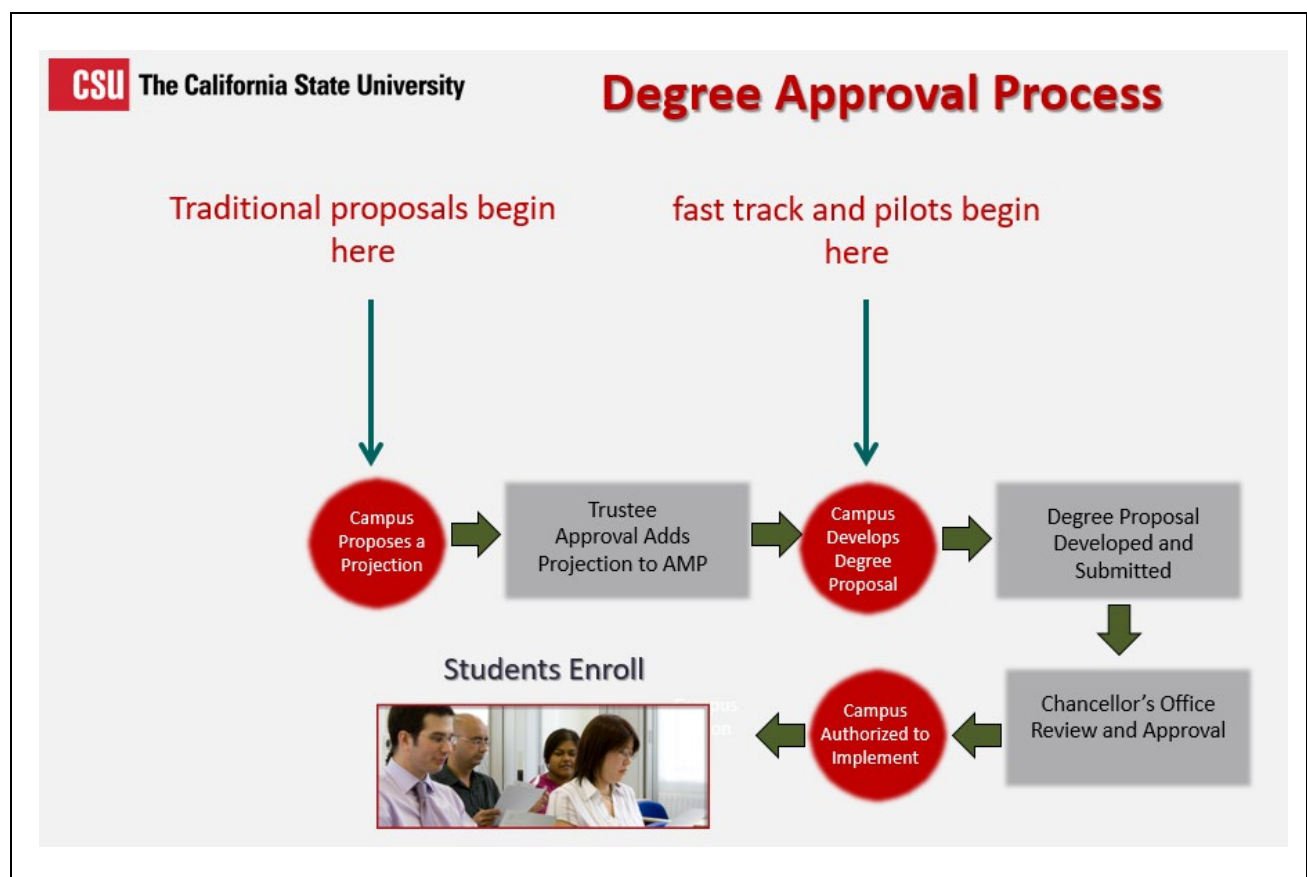 CSU The California State University
Degree Approval Process
Traditional proposals begin
here
fast track and pilots begin
here
Campus
Proposes a
Projection
Trustee
Approval Adds
Projection to AMP
Campus
Develops
Degree
Proposal
Degree Proposal
Developed and
Submitted
Chancellor's Office
Review and Approval
Campus
Authorized to
Implement
Students Enroll